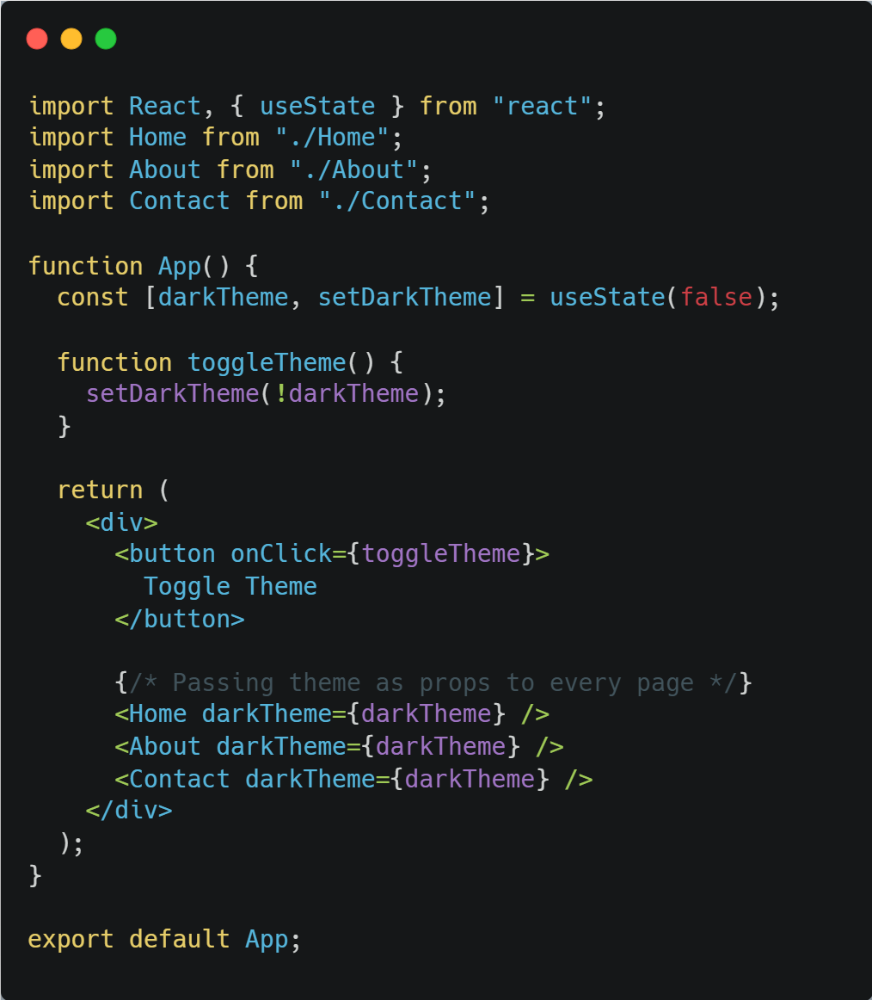 import React, { useState } from "react";
import Home from "./Home";
import About from "./About";
import Contact from "./Contact";

function App() {
  const [darkTheme, setDarkTheme] = useState(false);

  function toggleTheme() {
    setDarkTheme(!darkTheme);
  }

  return (
    <div>
      <button onClick={toggleTheme}>
        Toggle Theme
      </button>

      {/* Passing theme as props to every page */}
      <Home darkTheme={darkTheme} />
      <About darkTheme={darkTheme} />
      <Contact darkTheme={darkTheme} />
    </div>
  );
}

export default App;